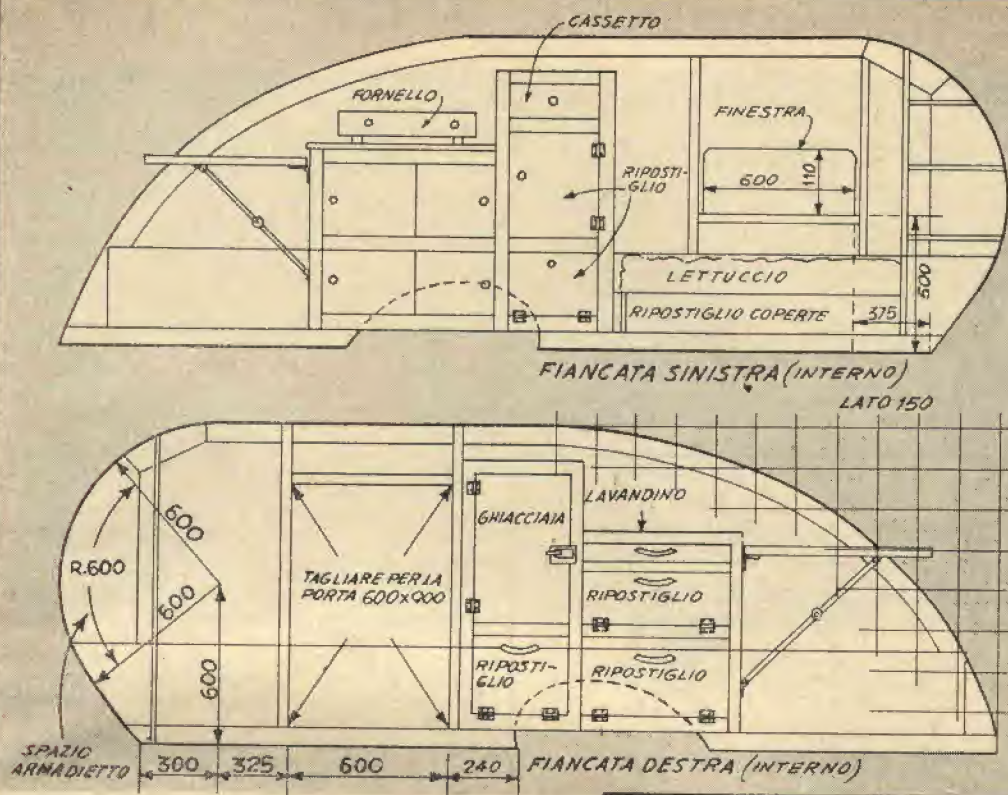 CASSETTO
FORNELLO
FINESTRA
RIPOSTI-
GLIO
600
110
LETTUCCIO
500
RIPOSTIGLIO COPERTE
375
FIANCATA SINISTRA (INTERNO)
LATO 150
600
R.600
600
600
TAGLIARE PER LA
PORTA 600x900
GHIACCIAIA
LAVANDINO
RIPOSTIGLIO
RIPOSTI-
GLIO
RIPOSTIGLIO
SPAZIO
ARMADIETTO
300
325
600
240
FIANCATA DESTRA (INTERNO)